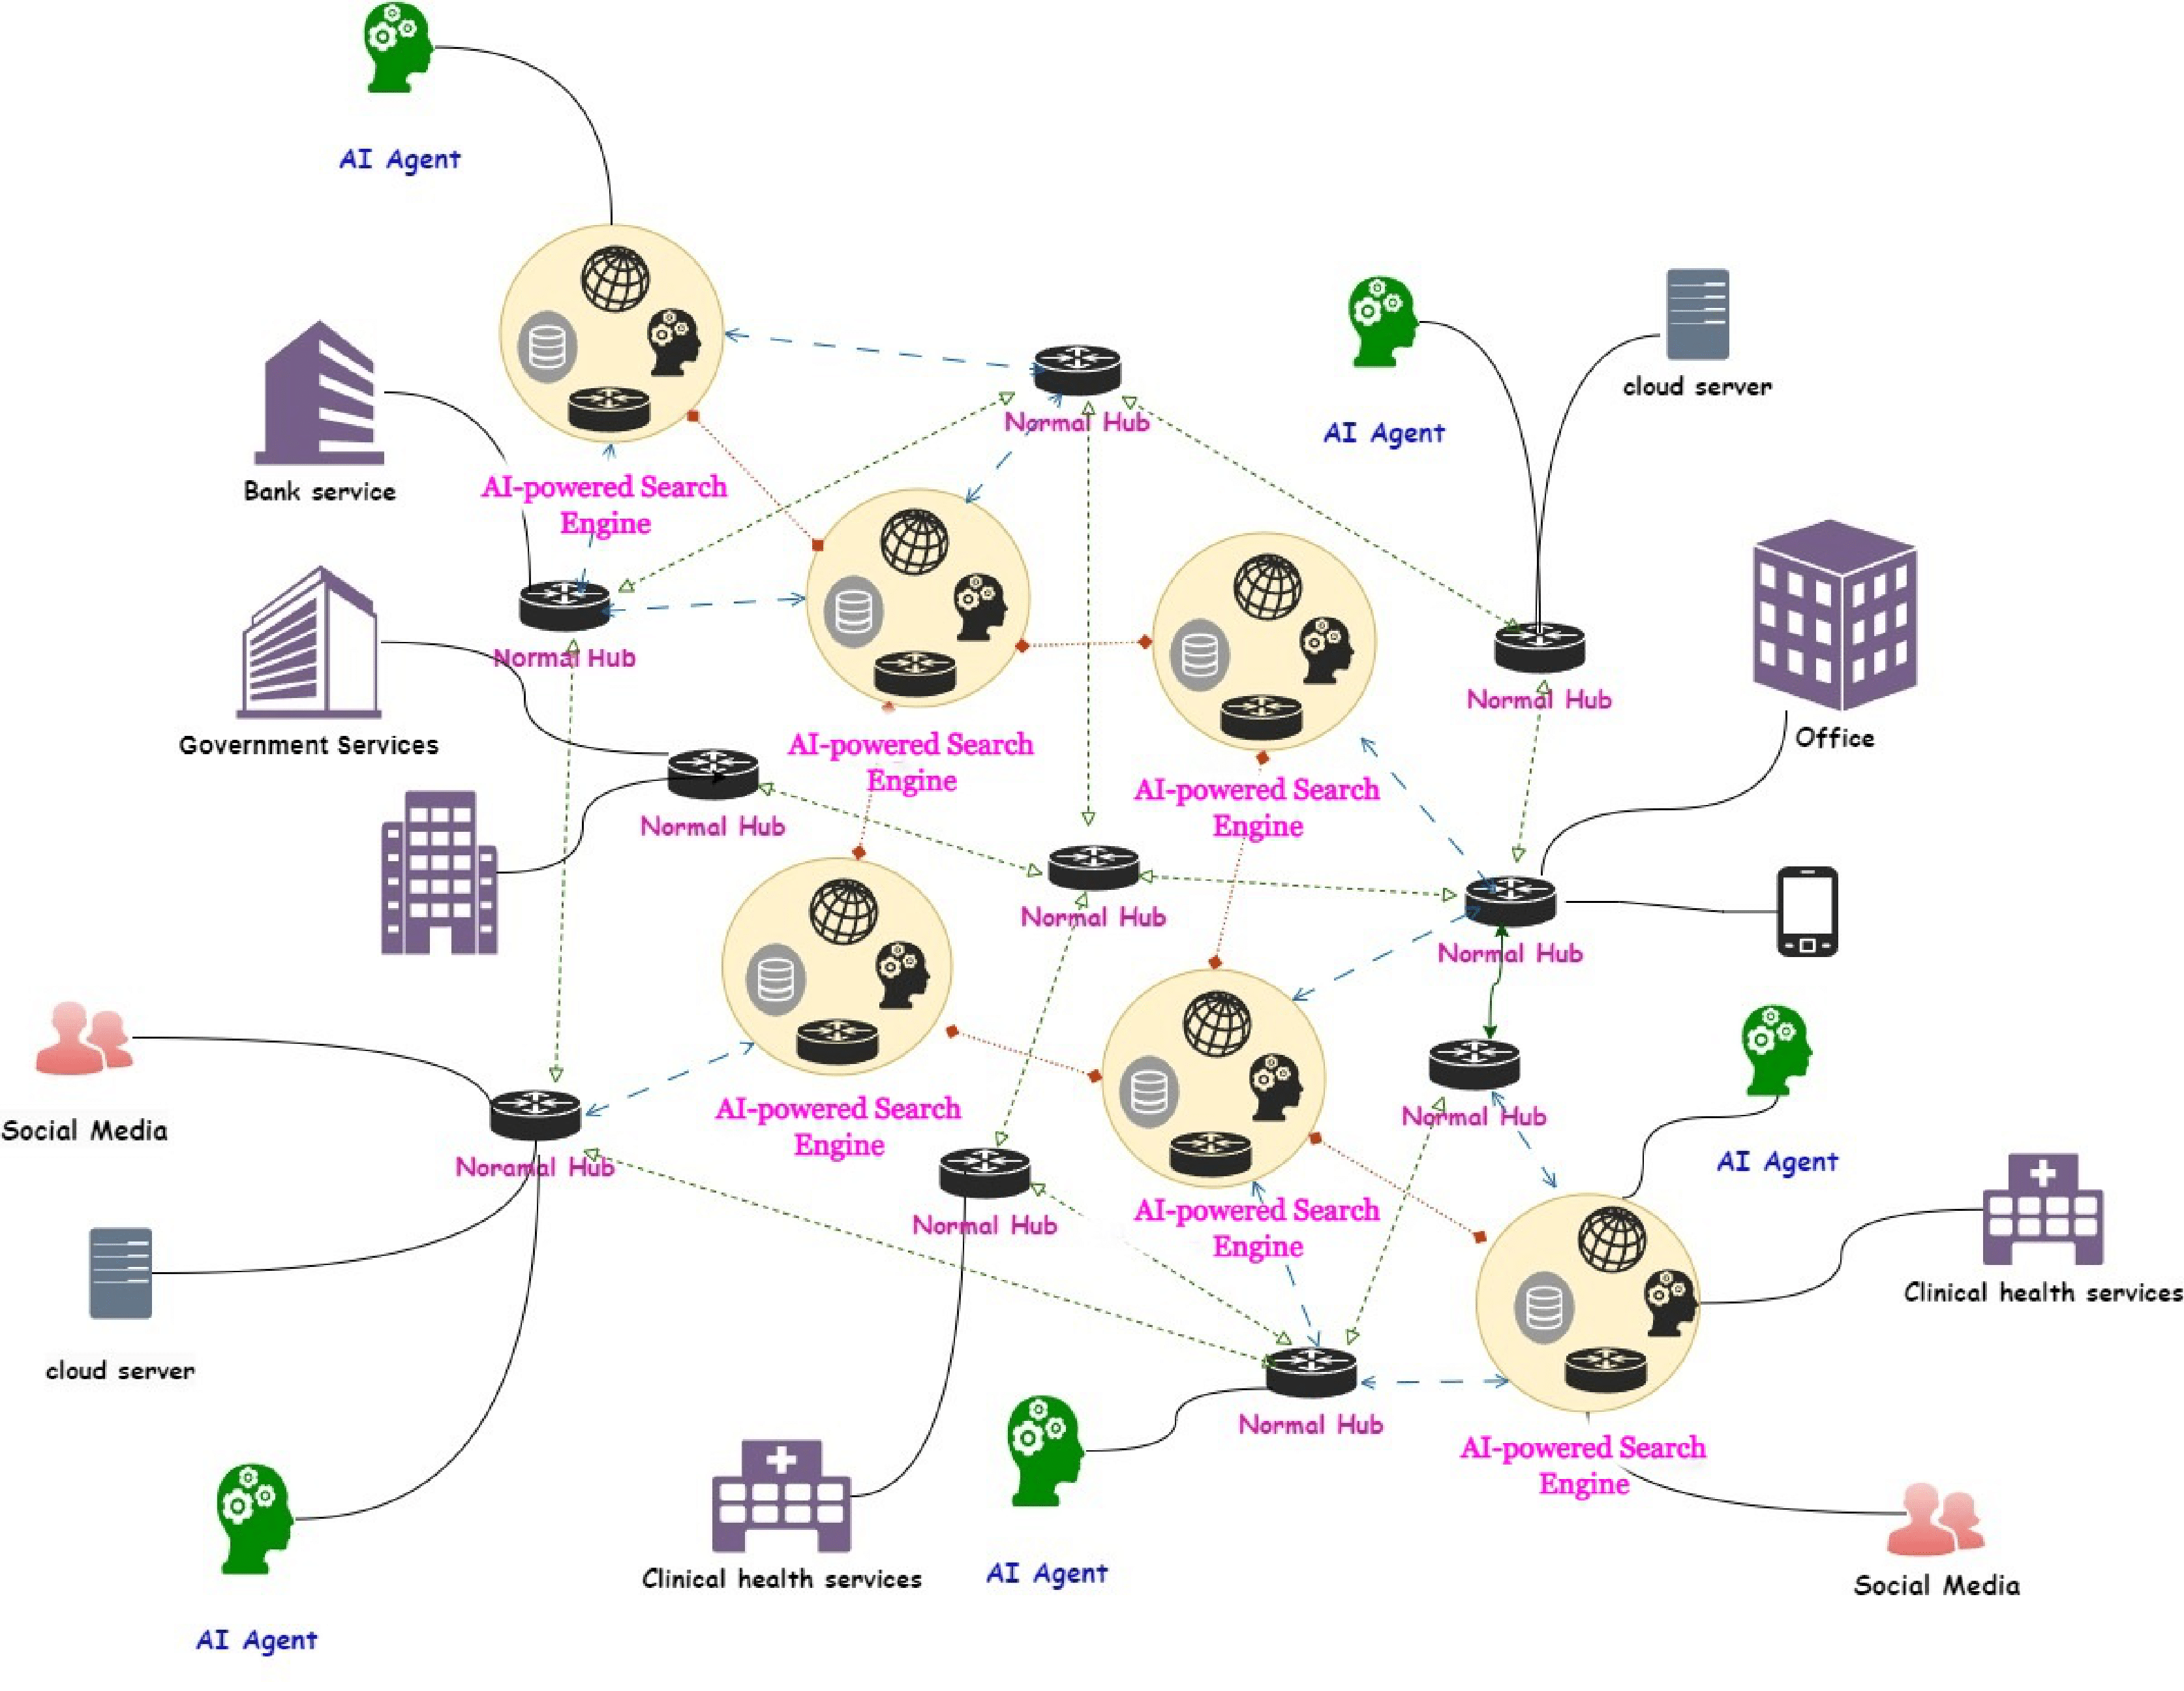 AI Agent
cloud server
Normal Hub
AI Agent
Bank service
AI-powered Search
Engine
Normal Hub
Normal Hub
Office
Government Services
AI-powered Search
Engine
AI-powered Search
Engine
Normal Hub
Normal Hub
Normal Hub
AI-powered Search
Engine
Normal Hub
Social Media
AI Agent
Noramal Hub
Normal Hub
AI-powered Search
Engine
Clinical health services
cloud server
Normal Hub
AI-powered Search
Engine
Clinical health services
AI Agent
Social Media
AI Agent